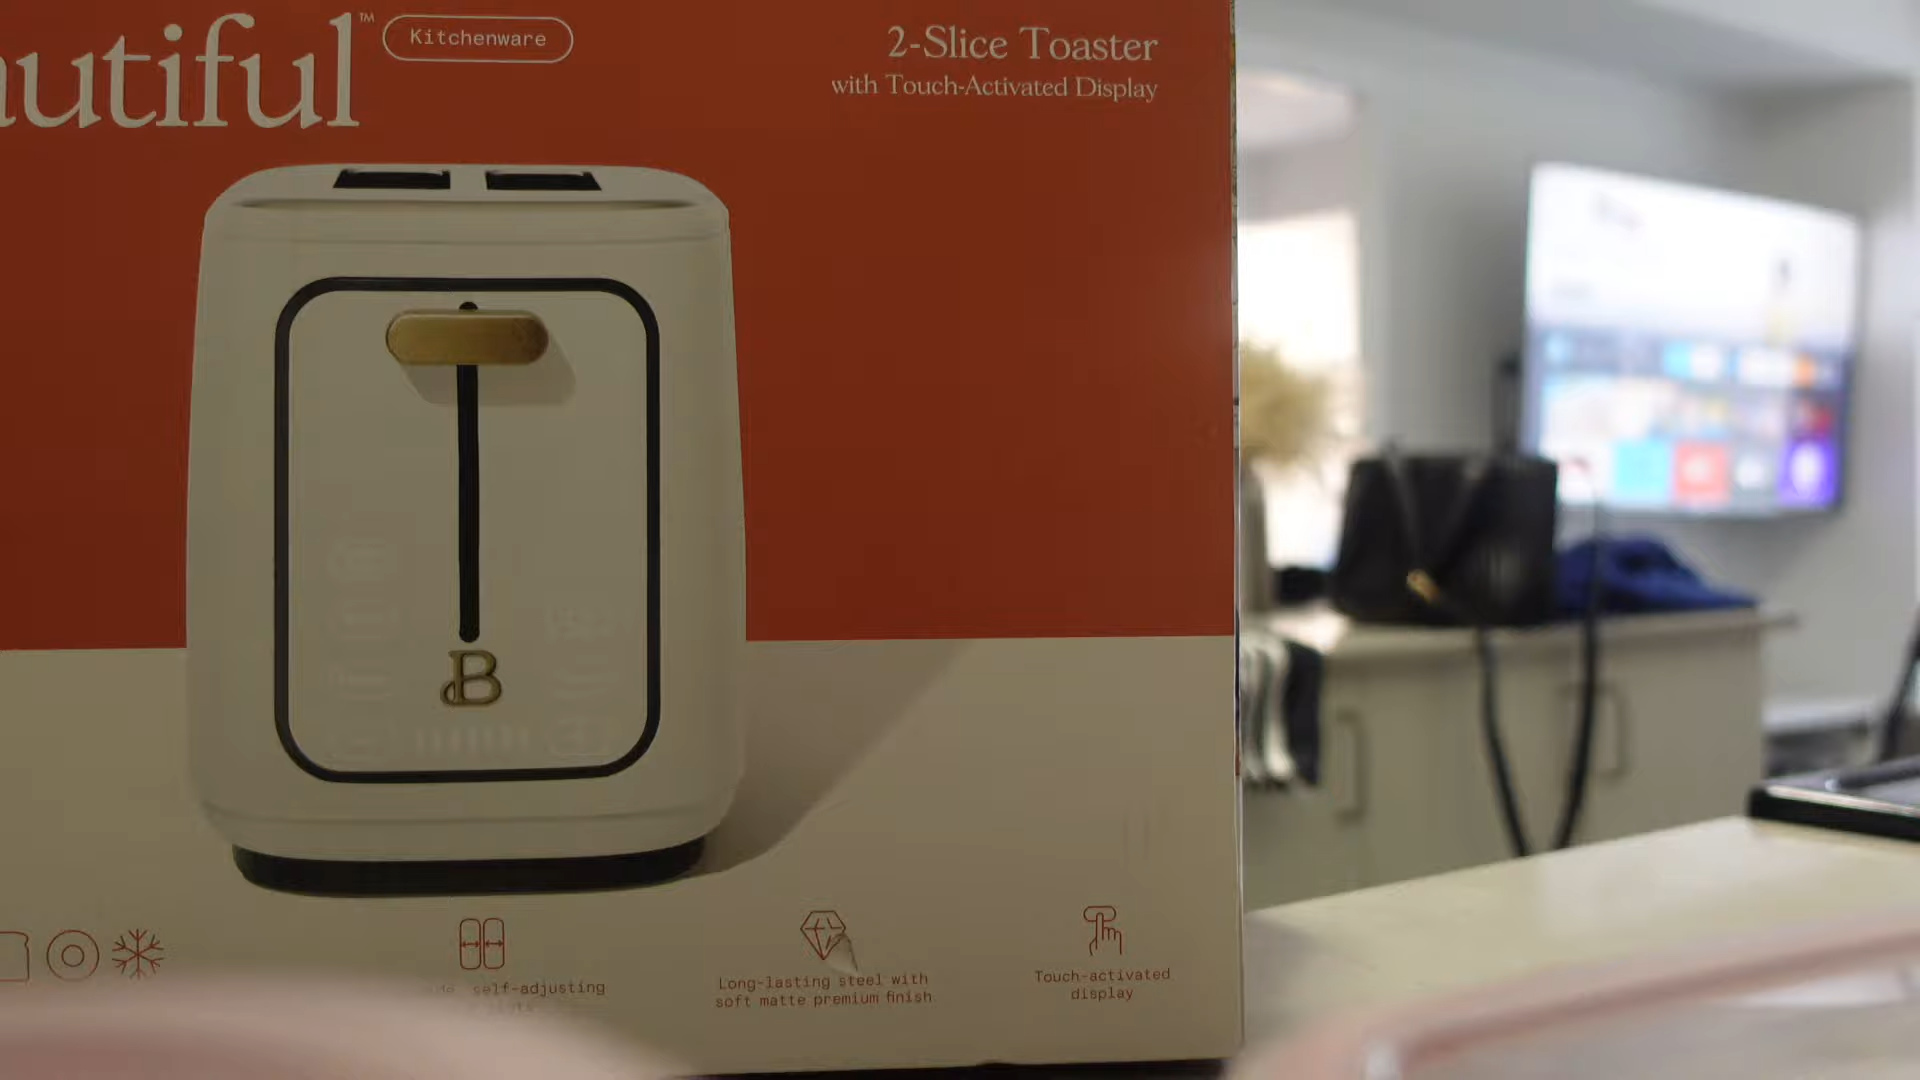 autiful™
Kitchenware
2-Slice Toaster
with Touch-Activated Display
B
self-adjusting
Long-lasting steel with
soft matte premium finish
Touch-activated
display